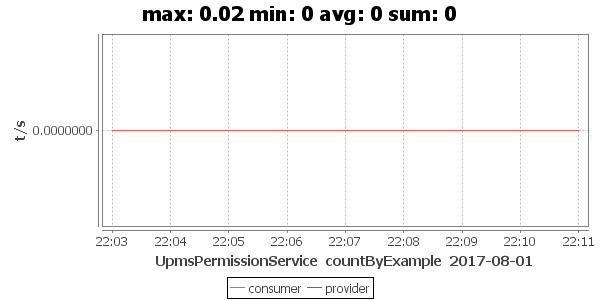 max: 0.02 min: 0 avg: 0 sum: 0
t/s
0.0000000
22:03 22:04 22:05 22:06 22:07 22:08 22:09 22:10 22:11
UpmsPermissionService countByExample 2017-08-01
consumer provider